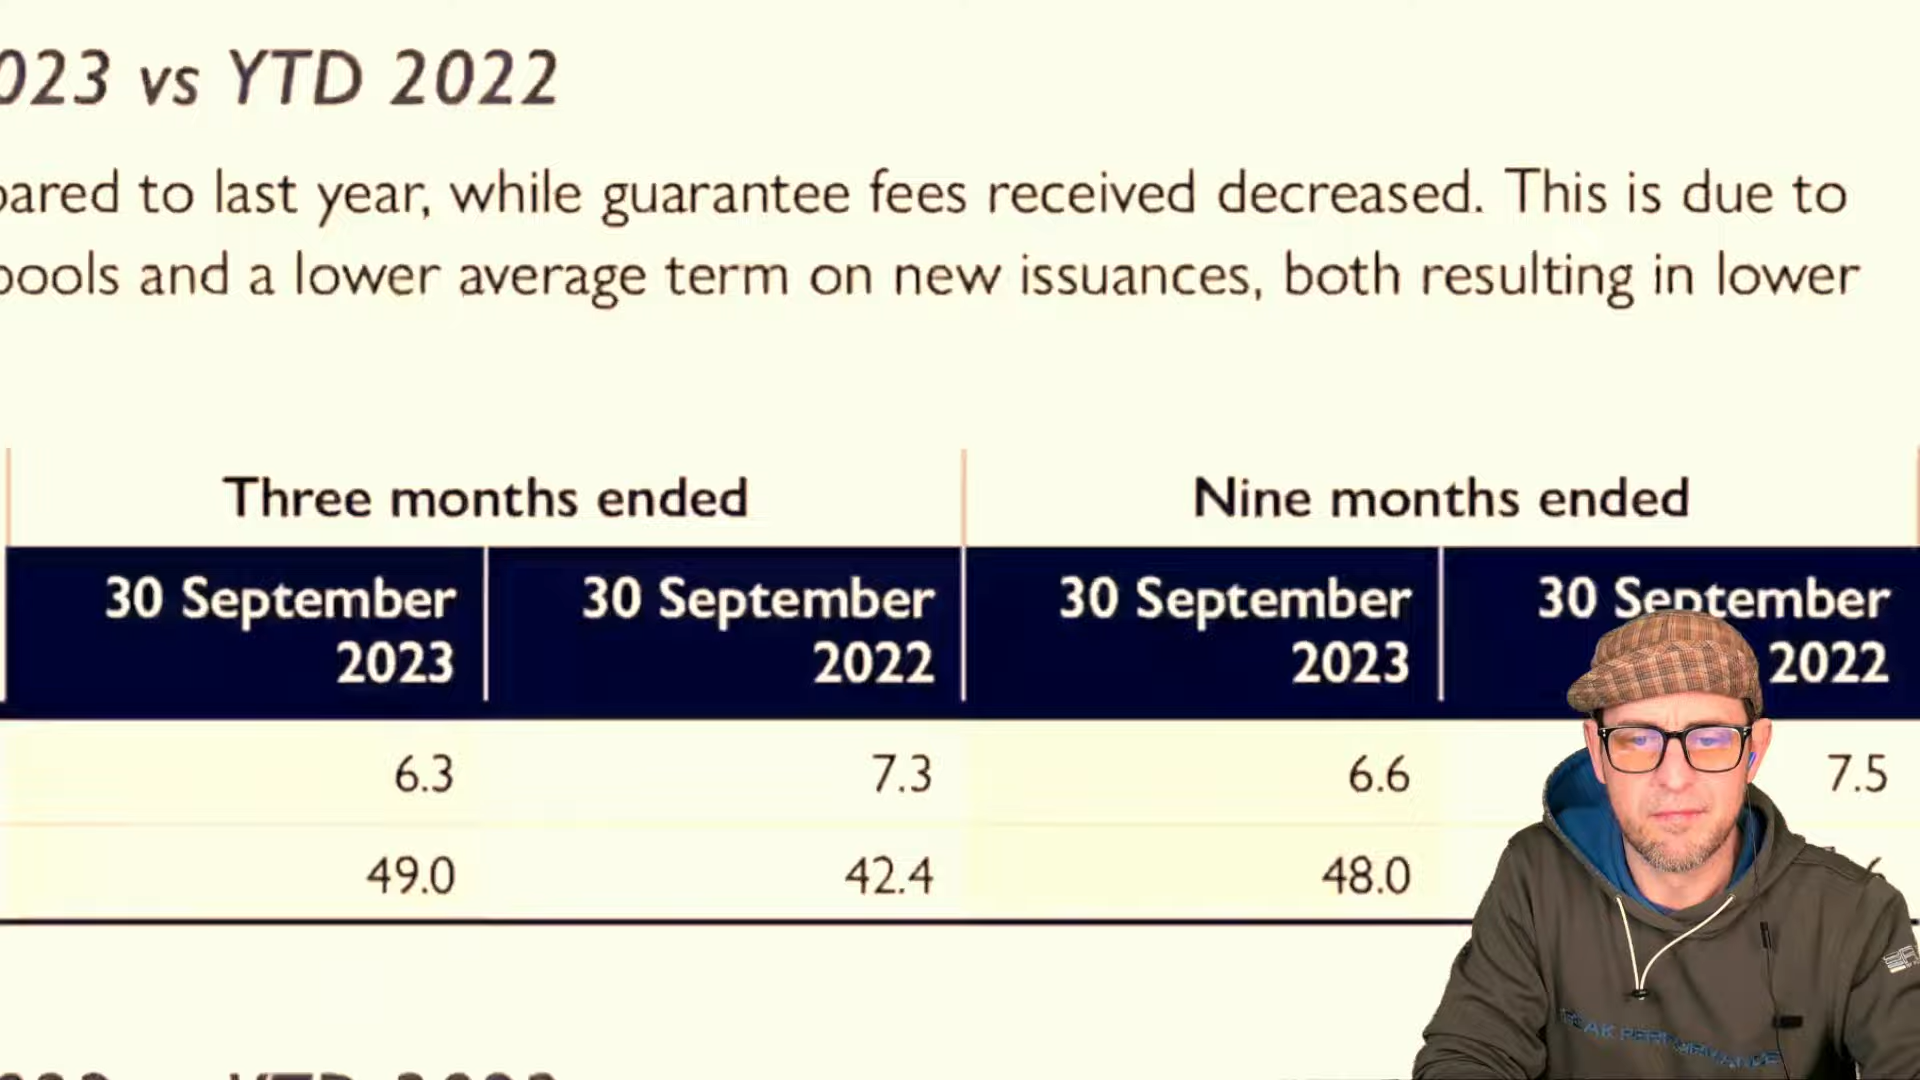 023 vs YTD 2022
pared to last year, while guarantee fees received decreased. This is due to
pools and a lower average term on new issuances, both resulting in lower
Three months ended Nine months ended
30 September 30 September 30 September 30 September
2023 2022 2023 2022
6.3 7.3 6.6 7.5
49.0 42.4 48.0
PEAK PERFORMANCE